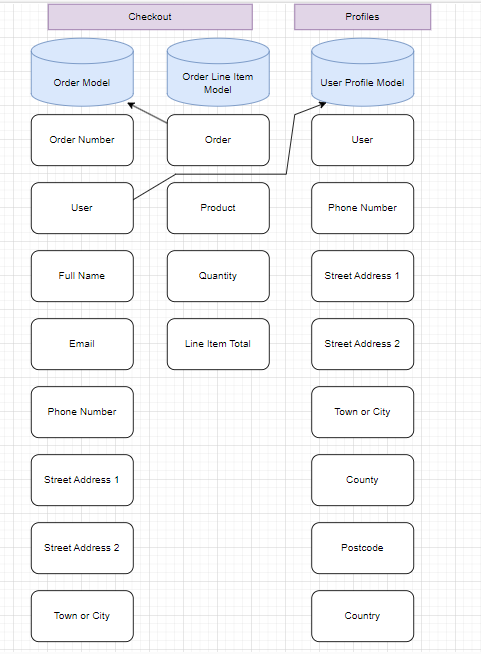 Checkout
Profiles
Order Model
Order Line Item
Model
User Profile Model
Order Number
Order
User
User
Product
Phone Number
Full Name
Quantity
Street Address 1
Email
Line Item Total
Street Address 2
Phone Number
Town or City
Street Address 1
County
Street Address 2
Postcode
Town or City
Country